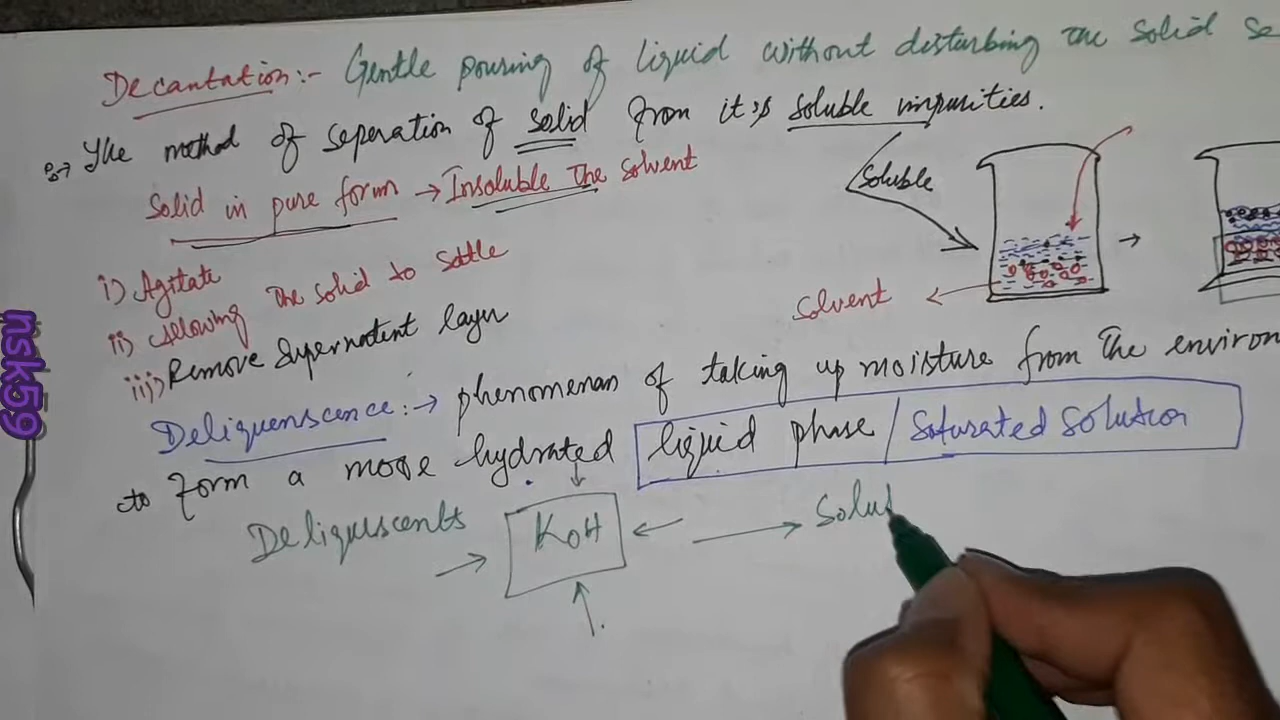 Decantation:- Gentle pouring of liquid without disturbing the solid se
The method of seperation of solid from it's soluble impurities.
Solid in pure form → Insoluble the solvent
Soluble
i) Agitate
ii) Allowing the solid to settle
iii) Remove Supernatent layer
Solvent
Deliquenscence:→ phenomenan of taking up moisture from the environ
to form a more hydrated liquid phase / Saturated solution
Deliquscents → KOH ← → Solut
nsk59